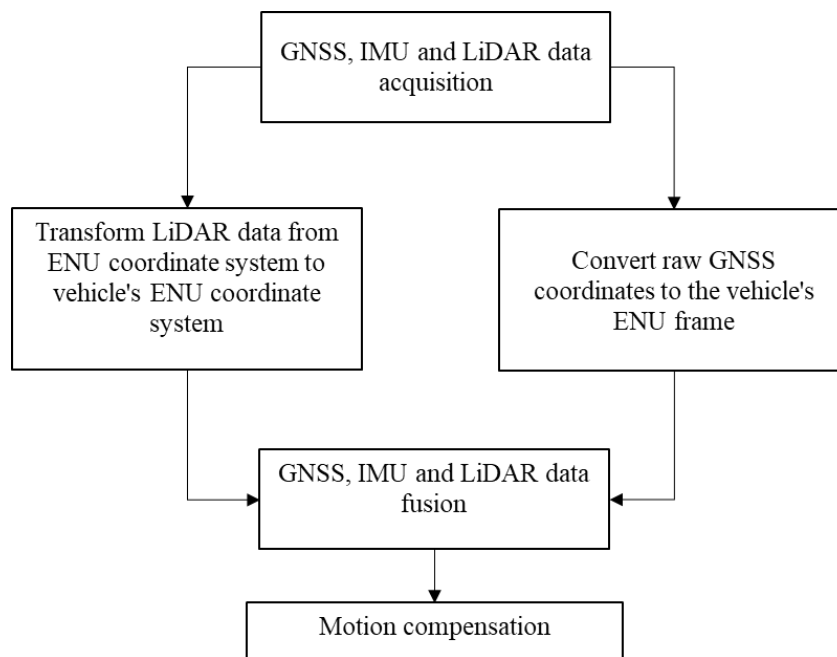 GNSS, IMU and LiDAR data
acquisition
Transform LiDAR data from
ENU coordinate system to
vehicle's ENU coordinate
system
Convert raw GNSS
coordinates to the vehicle's
ENU frame
GNSS, IMU and LiDAR data
fusion
Motion compensation